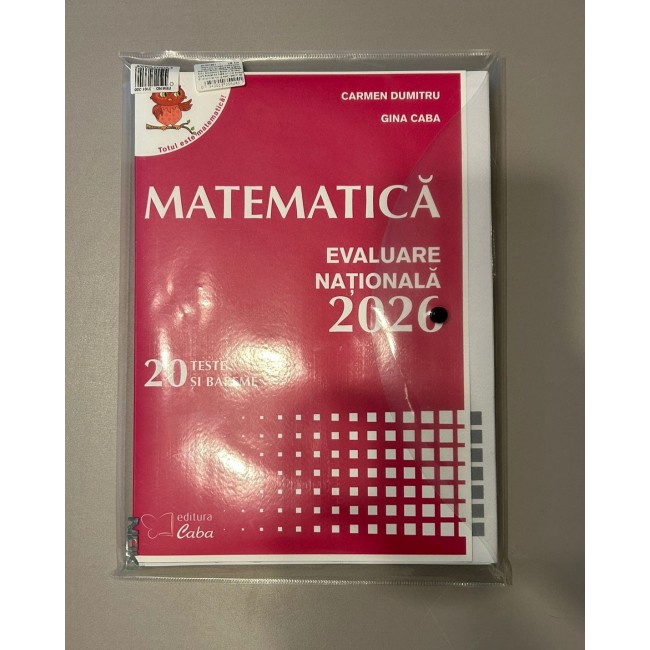 Totul este matematică!
CARMEN DUMITRU
GINA CABA
MATEMATICĂ
EVALUARE
NAȚIONALĂ
2026
20 TESTE
ȘI BAREME
editura
Caba